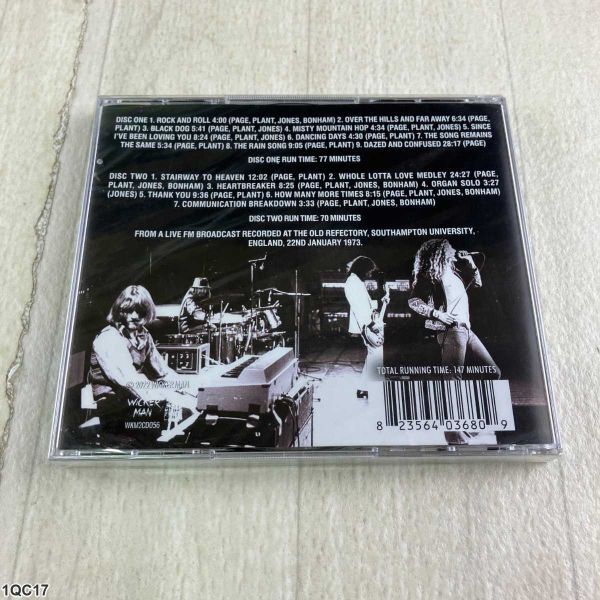 DISC ONE 1. ROCK AND ROLL 4:00 (PAGE, PLANT, JONES, BONHAM) 2. OVER THE HILLS AND FAR AWAY 6:34 (PAGE,
PLANT) 3. BLACK DOG 5:41 (PAGE, PLANT, JONES) 4. MISTY MOUNTAIN HOP 4:34 (PAGE, PLANT, JONES) 5. SINCE
I'VE BEEN LOVING YOU 8:24 (PAGE, PLANT, JONES) 6. DANCING DAYS 4:30 (PAGE, PLANT) 7. THE SONG REMAINS
THE SAME 5:34 (PAGE, PLANT) 8. THE RAIN SONG 9:05 (PAGE, PLANT) 9. DAZED AND CONFUSED 28:17 (PAGE)
DISC ONE RUN TIME: 77 MINUTES
DISC TWO 1. STAIRWAY TO HEAVEN 12:02 (PAGE, PLANT) 2. WHOLE LOTTA LOVE MEDLEY 24:27 (PAGE,
PLANT, JONES, BONHAM) 3. HEARTBREAKER 8:25 (PAGE, PLANT, JONES, BONHAM) 4. ORGAN SOLO 3:27
(JONES) 5. THANK YOU 9:36 (PAGE, PLANT) 6. HOW MANY MORE TIMES 8:15 (PAGE, PLANT, JONES, BONHAM)
7. COMMUNICATION BREAKDOWN 3:33 (PAGE, PLANT, JONES, BONHAM)
DISC TWO RUN TIME: 70 MINUTES
FROM A LIVE FM BROADCAST RECORDED AT THE OLD REFECTORY, SOUTHAMPTON UNIVERSITY,
ENGLAND, 22ND JANUARY 1973.
TOTAL RUNNING TIME: 147 MINUTES
© 2022 WICKER MAN
WICKER
MAN
WKM2CD056
8 23564 03680 9
1QC17